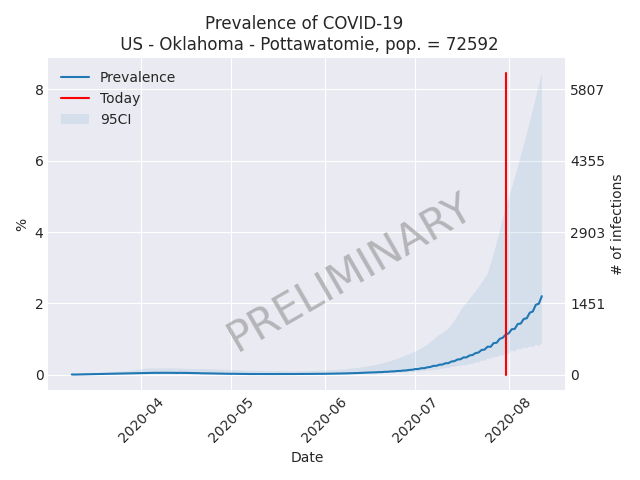 Prevalence of COVID-19
US - Oklahoma - Pottawatomie, pop. = 72592
Prevalence
Today
95CI
8
6
4
2
0
%
5807
4355
2903
1451
0
# of infections
PRELIMINARY
2020-04
2020-05
2020-06
2020-07
2020-08
Date